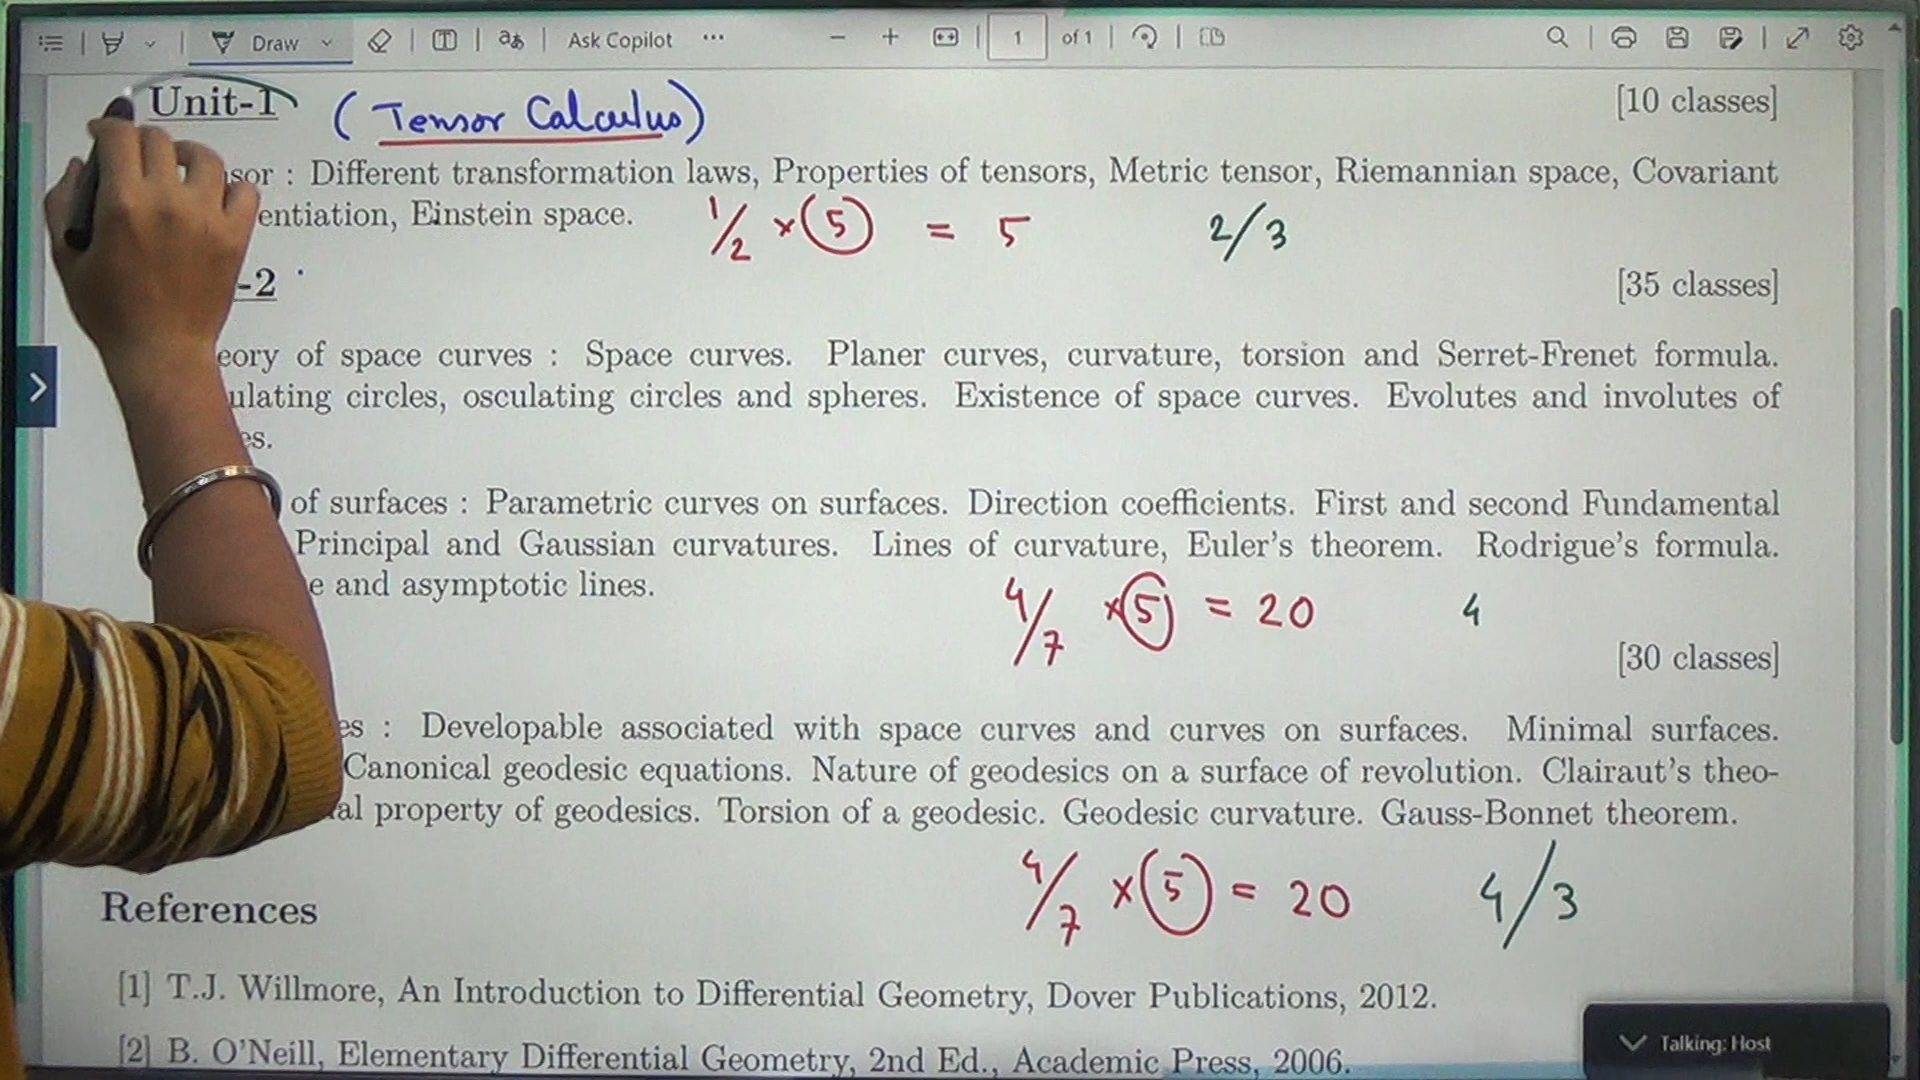 Draw Ask Copilot ... 1 of 1
Unit-1 (Tensor Calculus) [10 classes]
sor : Different transformation laws, Properties of tensors, Metric tensor, Riemannian space, Covariant
entiation, Einstein space.
1/2 × (5) = 5 2/3
-2 [35 classes]
eory of space curves : Space curves. Planer curves, curvature, torsion and Serret-Frenet formula.
ulating circles, osculating circles and spheres. Existence of space curves. Evolutes and involutes of
es.
of surfaces : Parametric curves on surfaces. Direction coefficients. First and second Fundamental
Principal and Gaussian curvatures. Lines of curvature, Euler's theorem. Rodrigue's formula.
e and asymptotic lines.
4/7 × (5) = 20 4
[30 classes]
es : Developable associated with space curves and curves on surfaces. Minimal surfaces.
Canonical geodesic equations. Nature of geodesics on a surface of revolution. Clairaut's theo-
al property of geodesics. Torsion of a geodesic. Geodesic curvature. Gauss-Bonnet theorem.
4/7 × (5) = 20 4/3
References
[1] T.J. Willmore, An Introduction to Differential Geometry, Dover Publications, 2012.
[2] B. O'Neill, Elementary Differential Geometry, 2nd Ed., Academic Press, 2006.
Talking: Host